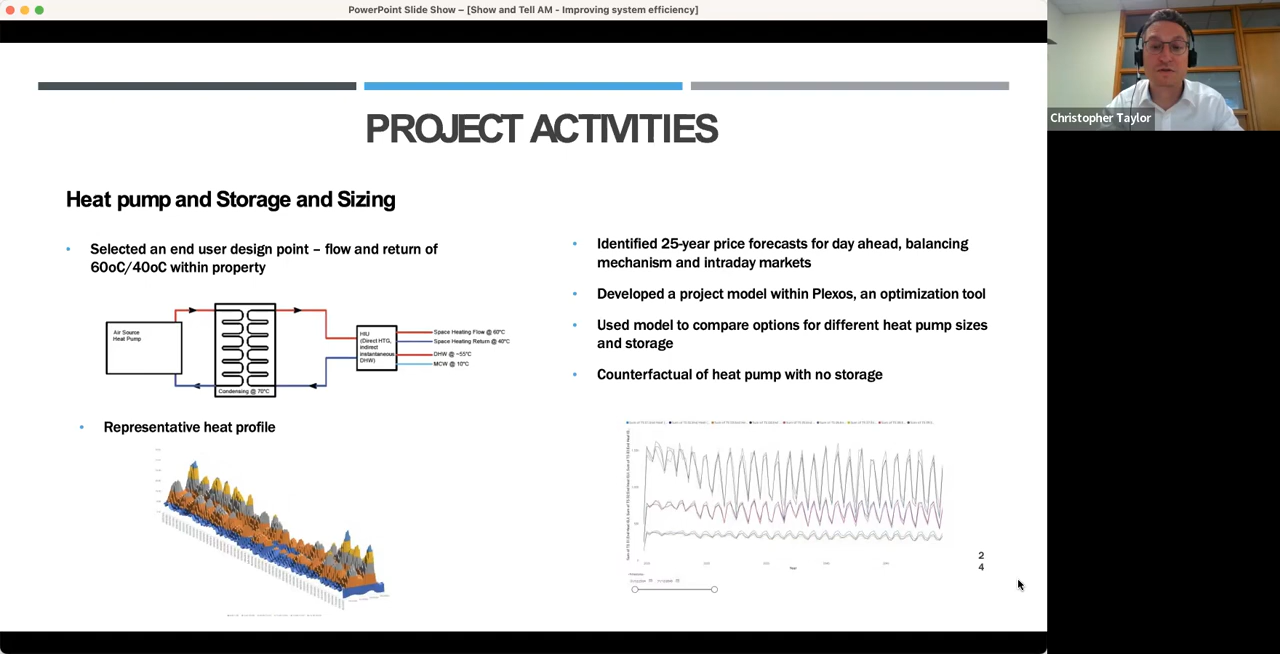 PowerPoint Slide Show – [Show and Tell AM - Improving system efficiency]
Christopher Taylor
PROJECT ACTIVITIES
Heat pump and Storage and Sizing
• Selected an end user design point – flow and return of
60oC/40oC within property
Air Source
Heat Pump
Condensing @ 70°C
HIU
(Direct HTG,
indirect
instantaneous
DHW)
Space Heating Flow @ 60°C
Space Heating Return @ 40°C
DHW @ ~55°C
MCW @ 10°C
• Representative heat profile
• Identified 25-year price forecasts for day ahead, balancing
mechanism and intraday markets
• Developed a project model within Plexos, an optimization tool
• Used model to compare options for different heat pump sizes
and storage
• Counterfactual of heat pump with no storage
Year
2
4